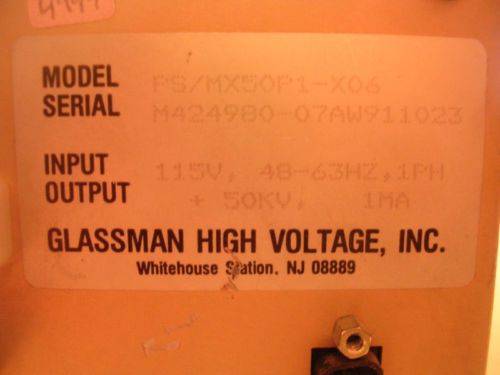 MODEL PS/MX50P1-X06
SERIAL M424980-07AW911023
INPUT 115V, 48-63HZ,1PH
OUTPUT + 50KV, 1MA
GLASSMAN HIGH VOLTAGE, INC.
Whitehouse Station, NJ 08889